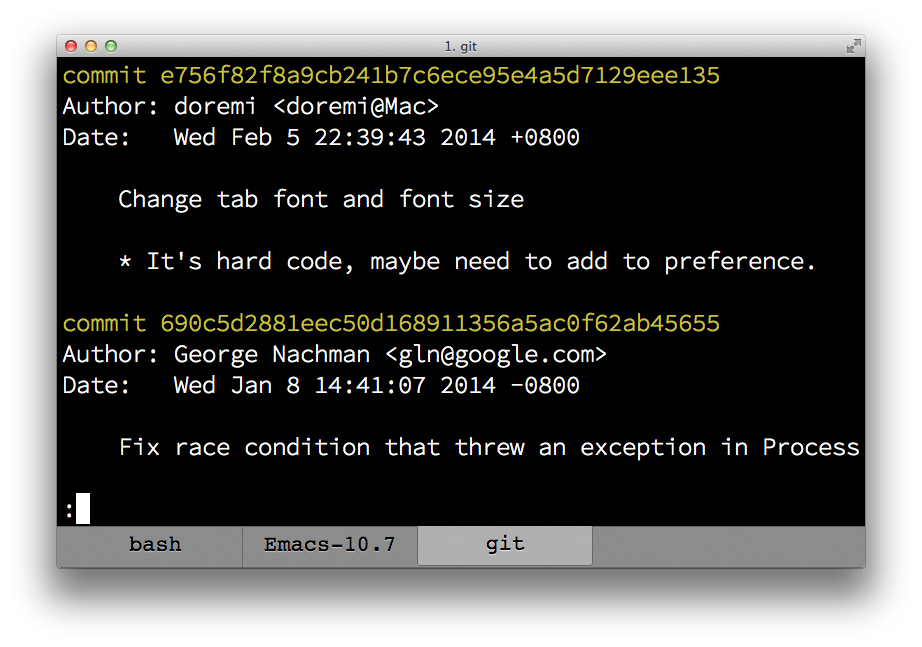 1. git
commit e756f82f8a9cb241b7c6ece95e4a5d7129eee135
Author: doremi <doremi@Mac>
Date:   Wed Feb 5 22:39:43 2014 +0800
    Change tab font and font size
    * It's hard code, maybe need to add to preference.
commit 690c5d2881eec50d168911356a5ac0f62ab45655
Author: George Nachman <gln@google.com>
Date:   Wed Jan 8 14:41:07 2014 -0800
    Fix race condition that threw an exception in Process
:
bash Emacs-10.7 git